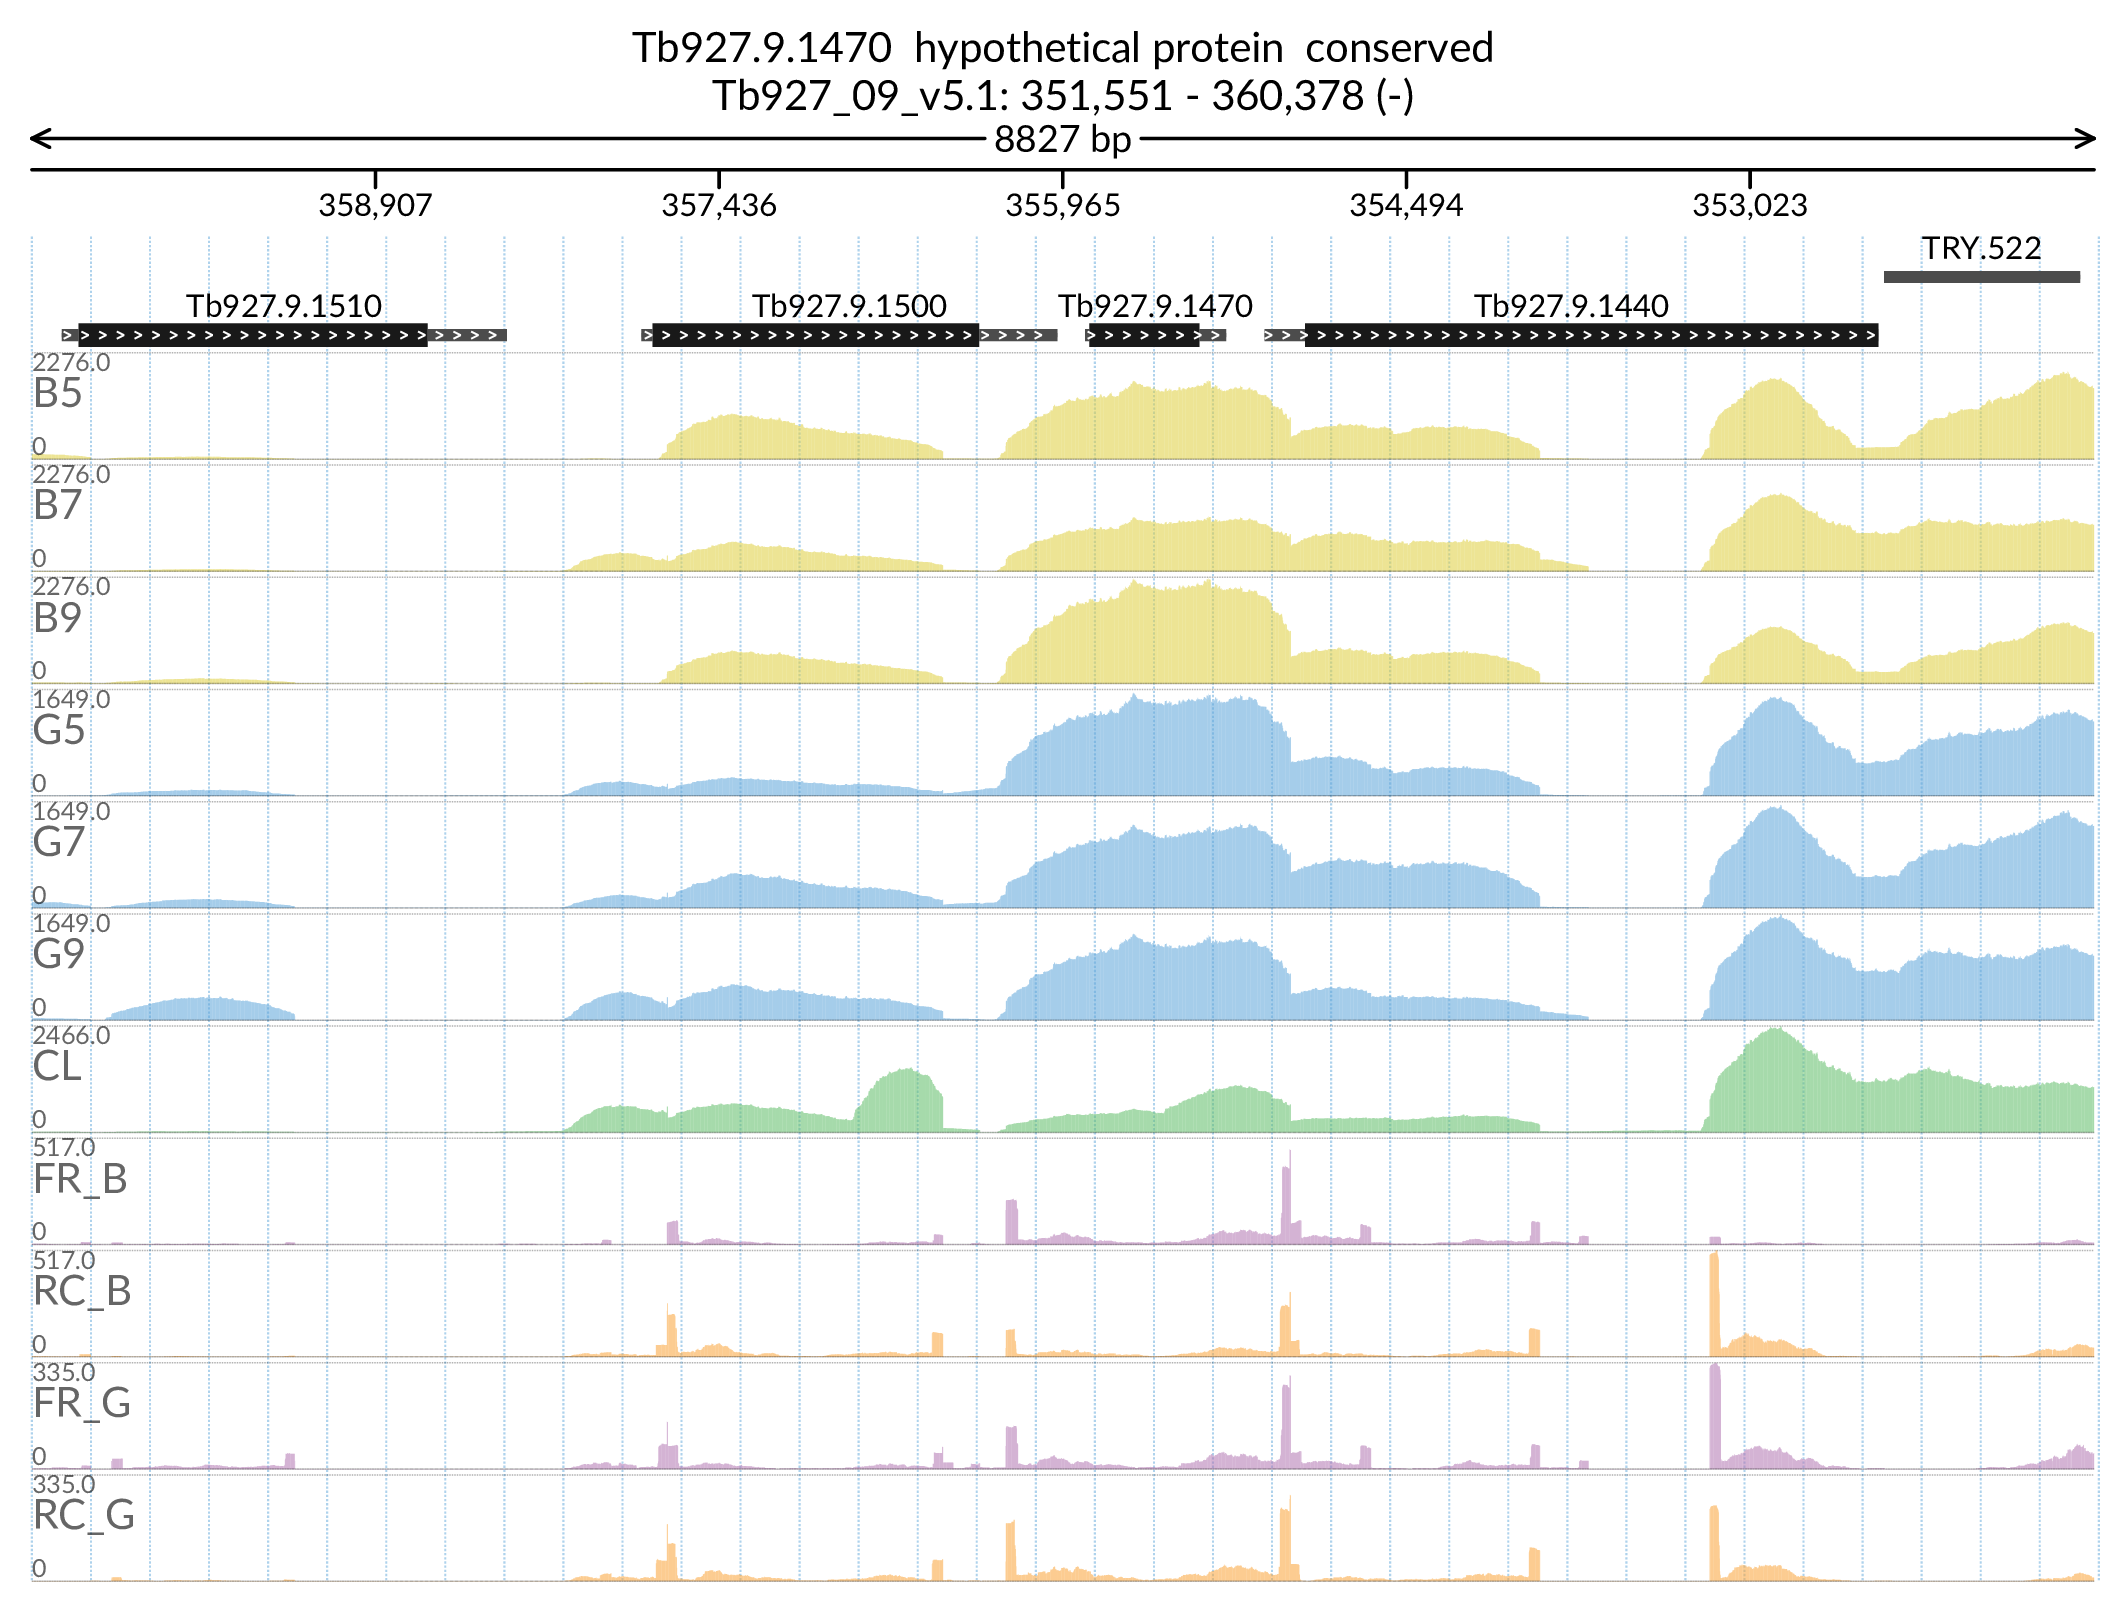 Tb927.9.1470  hypothetical protein  conserved
Tb927_09_v5.1: 351,551 - 360,378 (-)
8827 bp
358,907 357,436 355,965 354,494 353,023
TRY.522
Tb927.9.1510 Tb927.9.1500 Tb927.9.1470 Tb927.9.1440
2276.0
B5
0
2276.0
B7
0
2276.0
B9
0
1649.0
G5
0
1649.0
G7
0
1649.0
G9
0
2466.0
CL
0
517.0
FR_B
0
517.0
RC_B
0
335.0
FR_G
0
335.0
RC_G
0